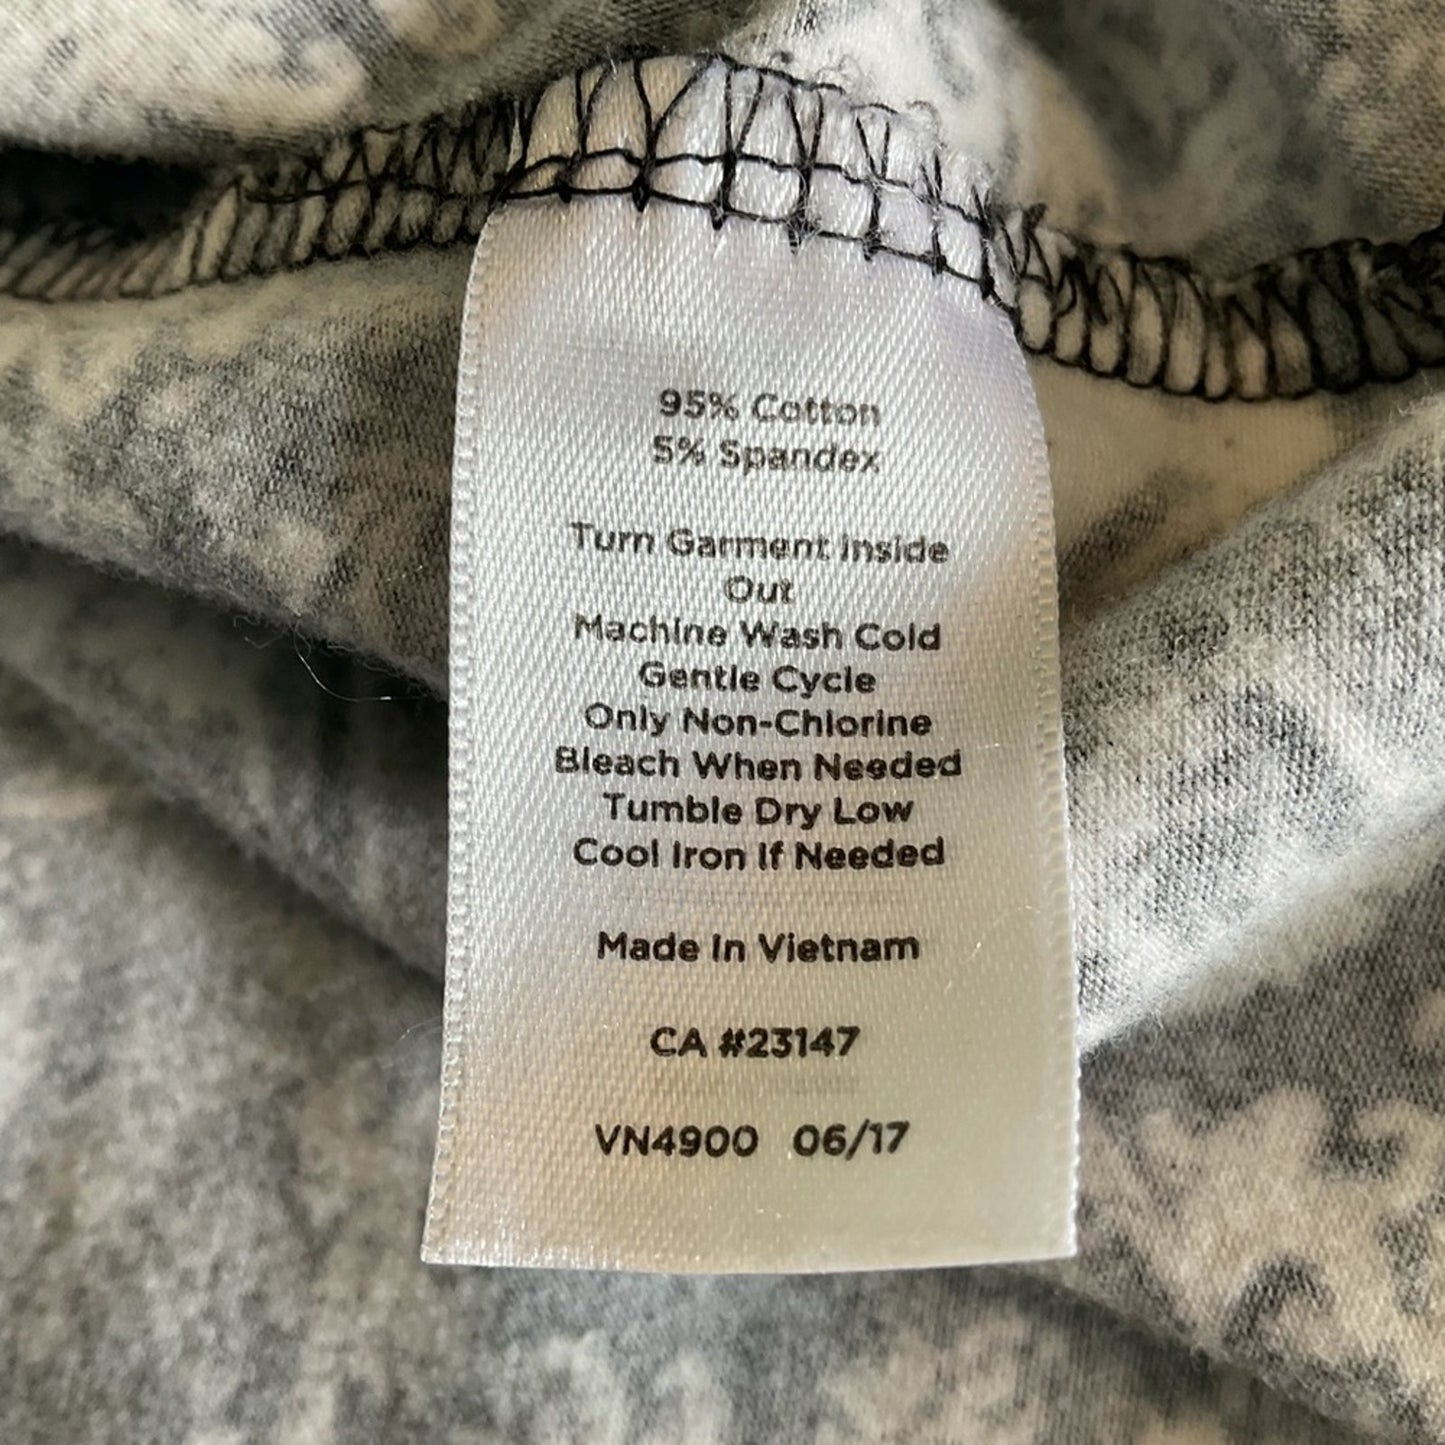 95% Cotton
5% Spandex
Turn Garment Inside
Out
Machine Wash Cold
Gentle Cycle
Only Non-Chlorine
Bleach When Needed
Tumble Dry Low
Cool Iron If Needed
Made In Vietnam
CA #23147
VN4900 06/17